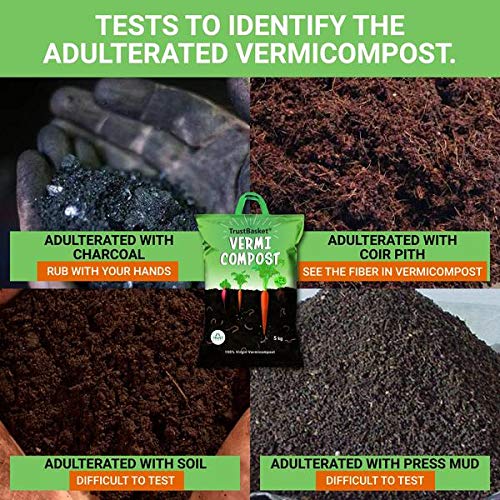 TESTS TO IDENTIFY THE
ADULTERATED VERMICOMPOST.
ADULTERATED WITH
CHARCOAL
RUB WITH YOUR HANDS
ADULTERATED WITH
COIR PITH
SEE THE FIBER IN VERMICOMPOST
TrustBasket®
VERMI
COMPOST
5 kg
100% Virgin Vermicompost
ADULTERATED WITH SOIL
DIFFICULT TO TEST
ADULTERATED WITH PRESS MUD
DIFFICULT TO TEST